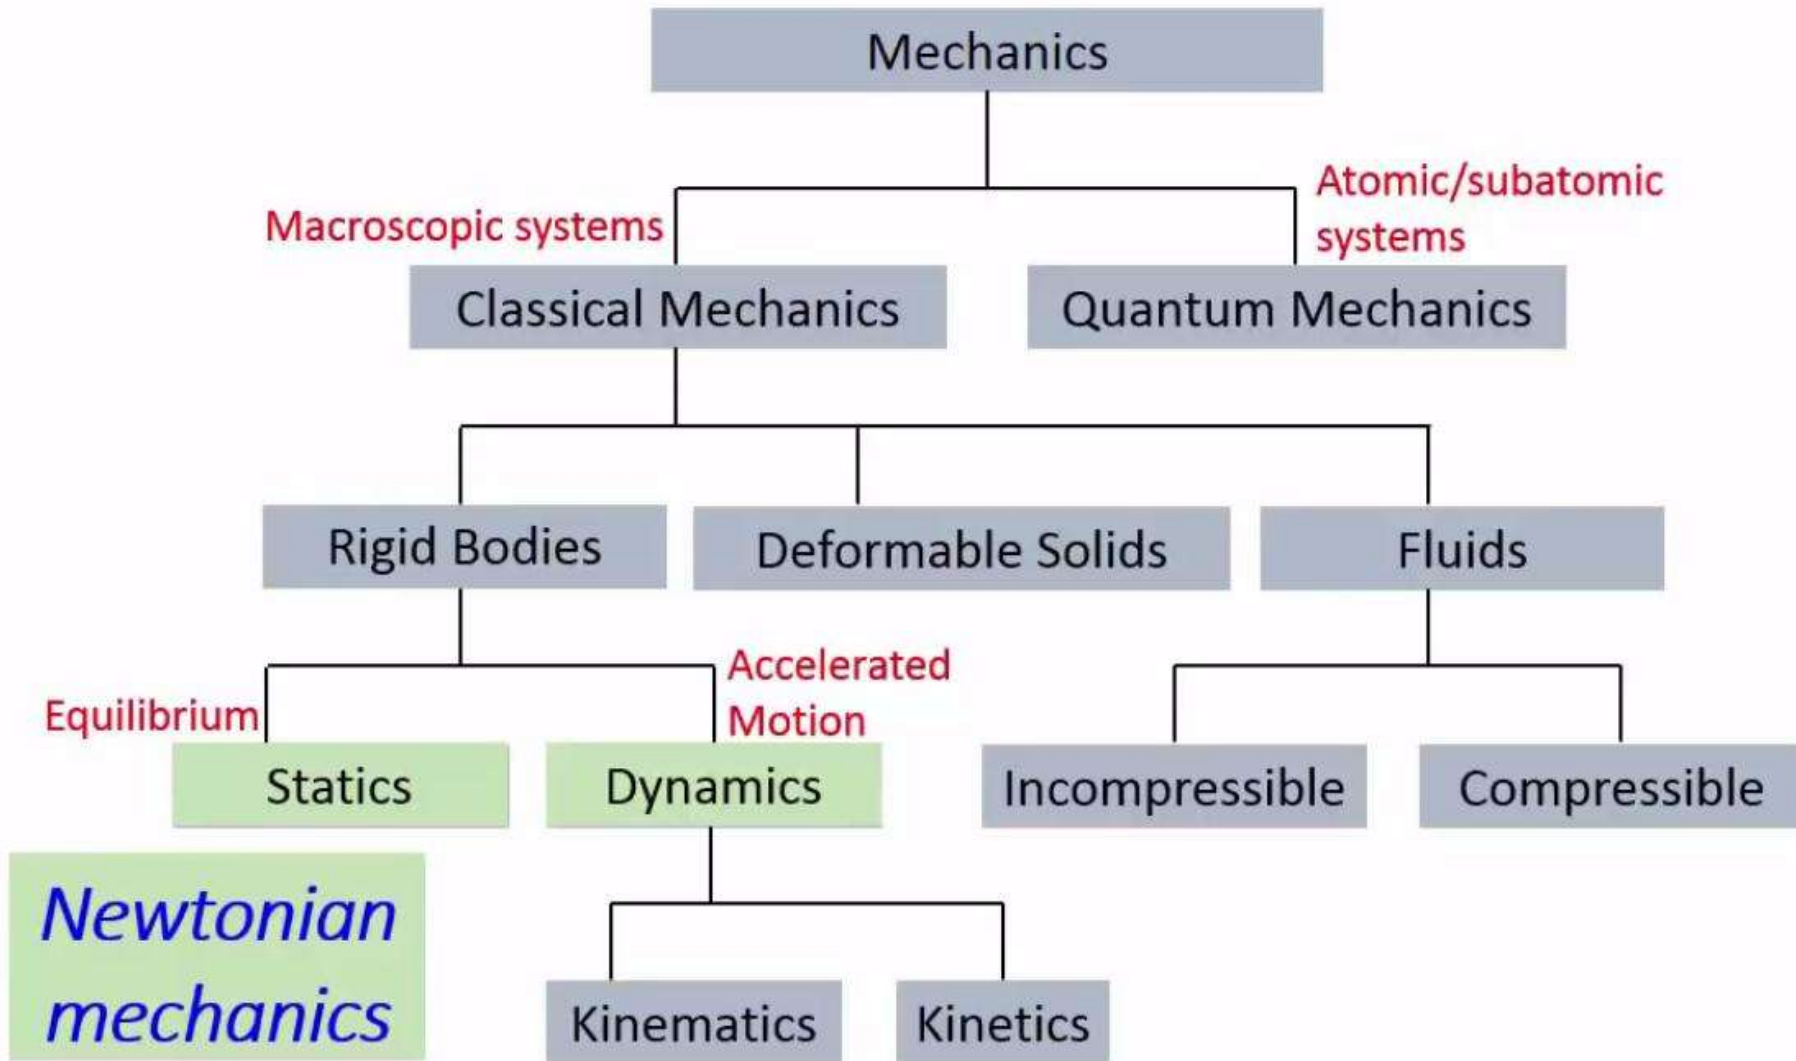 Mechanics
Macroscopic systems
Atomic/subatomic
systems
Classical Mechanics
Quantum Mechanics
Rigid Bodies
Deformable Solids
Fluids
Equilibrium
Accelerated
Motion
Statics
Dynamics
Incompressible
Compressible
Newtonian
mechanics
Kinematics
Kinetics